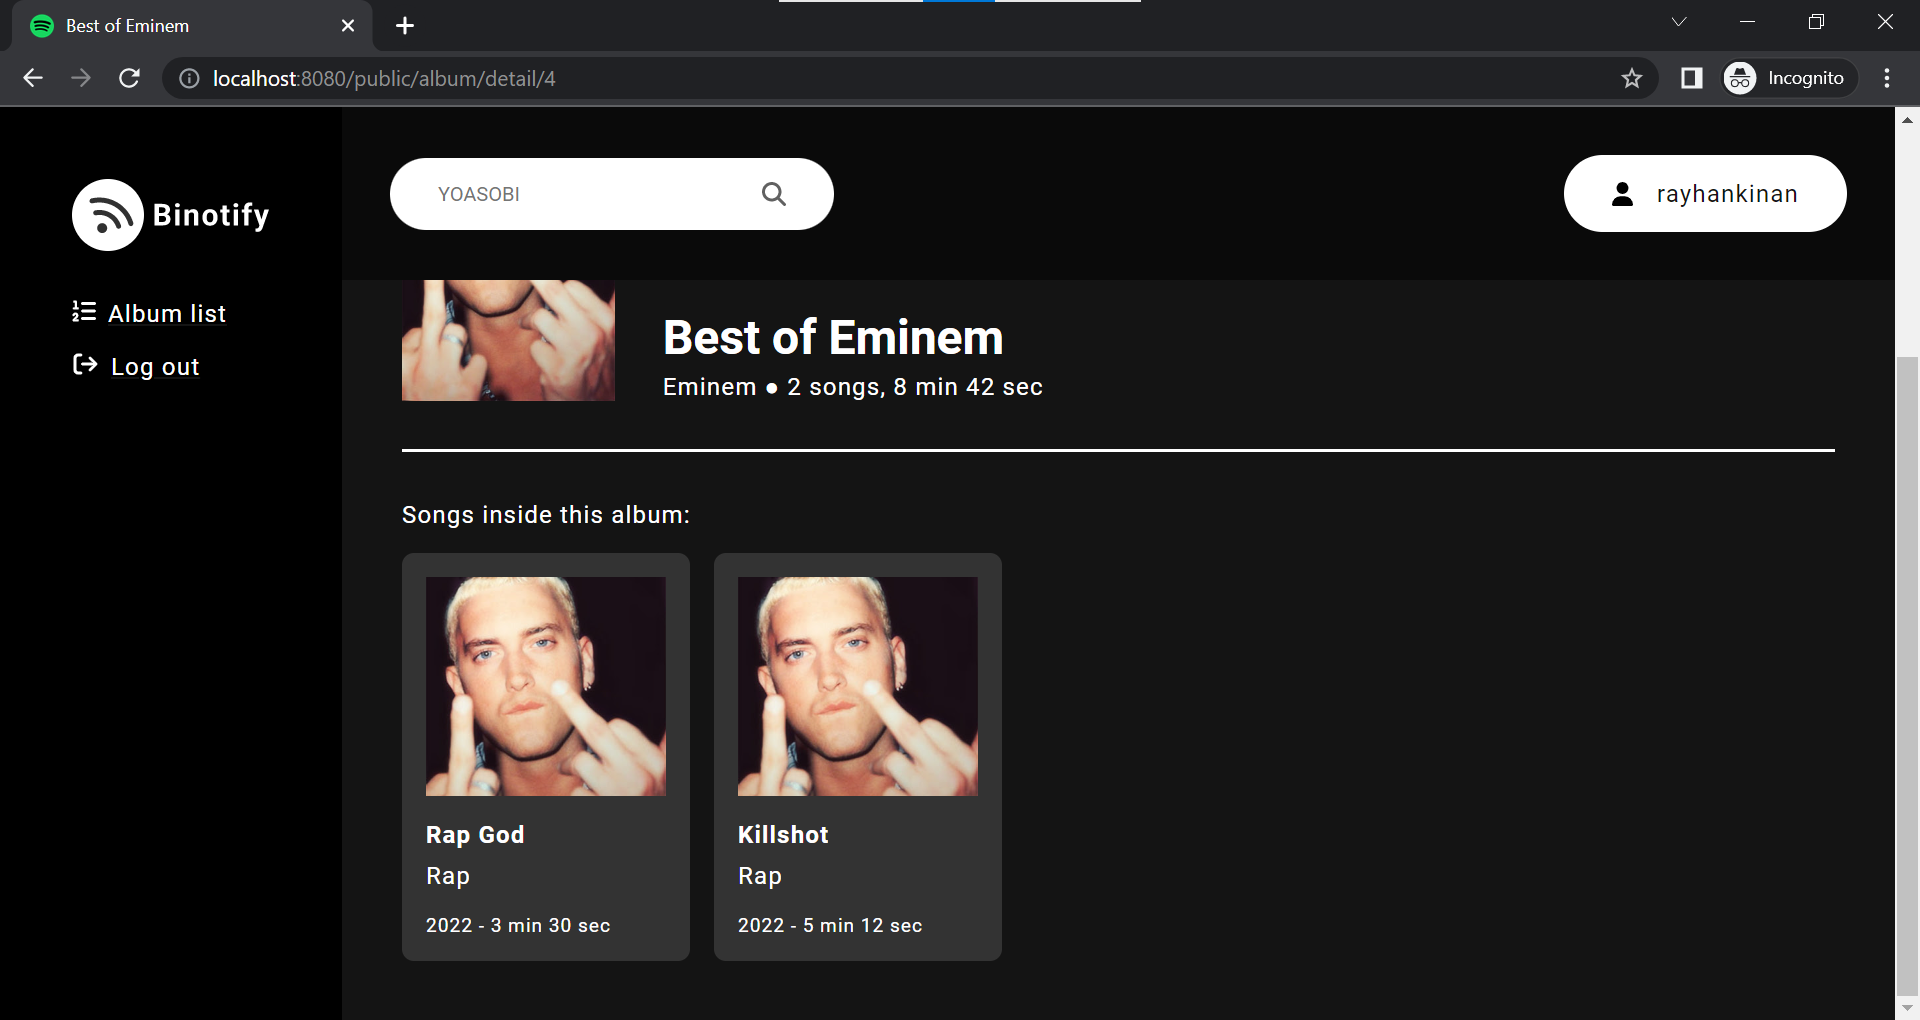 Best of Eminem
localhost:8080/public/album/detail/4
Incognito
Binotify
YOASOBI
rayhankinan
Album list
Log out
Best of Eminem
Eminem ● 2 songs, 8 min 42 sec
Songs inside this album:
Rap God
Rap
2022 - 3 min 30 sec
Killshot
Rap
2022 - 5 min 12 sec